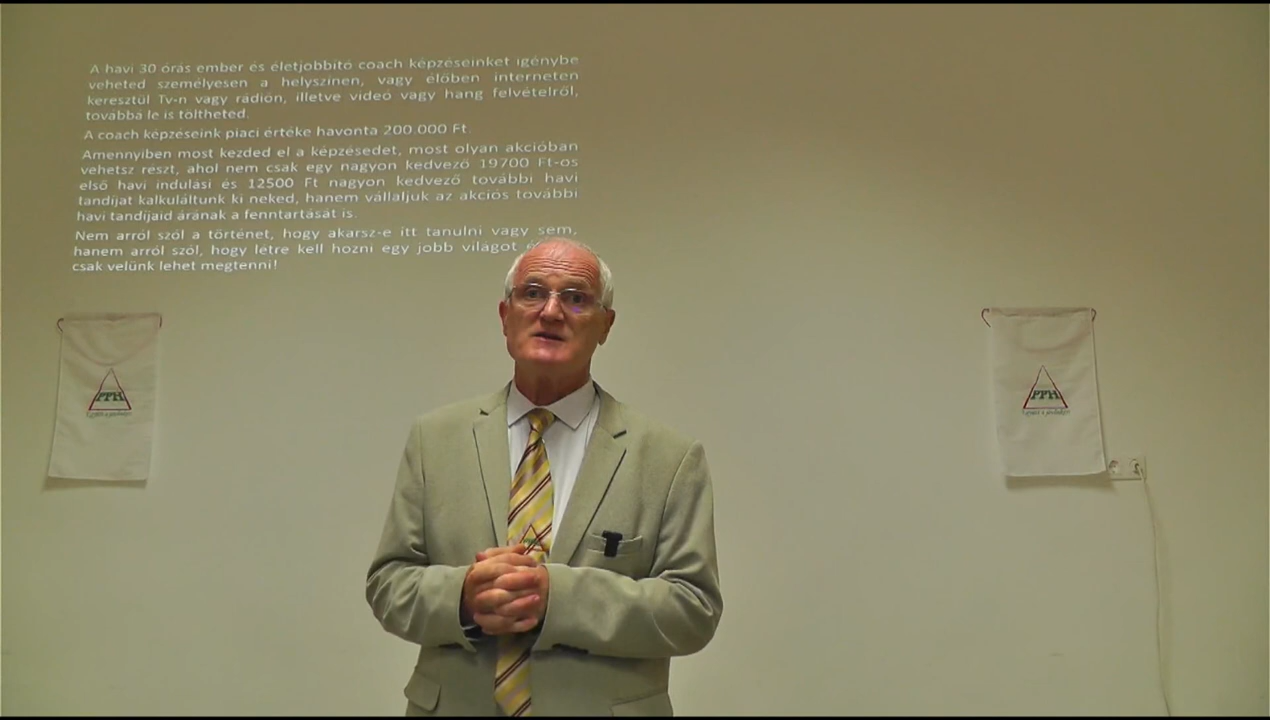 A havi 30 órás ember és életjobbító coach képzéseinket igénybe
veheted személyesen a helyszínen, vagy élőben interneten
keresztül Tv-n vagy rádión, illetve videó vagy hang felvételről,
továbbá le is töltheted.
A coach képzéseink piaci értéke havonta 200.000 Ft.
Amennyiben most kezded el a képzésedet, most olyan akcióban
vehetsz részt, ahol nem csak egy nagyon kedvező 19700 Ft-os
első havi indulási és 12500 Ft nagyon kedvező további havi
tandíjat kalkuláltunk ki neked, hanem vállaljuk az akciós további
havi tandíjaid árának a fenntartását is.
Nem arról szól a történet, hogy akarsz-e itt tanulni vagy sem,
hanem arról szól, hogy létre kell hozni egy jobb világot
csak velünk lehet megtenni!
PPH
PPH